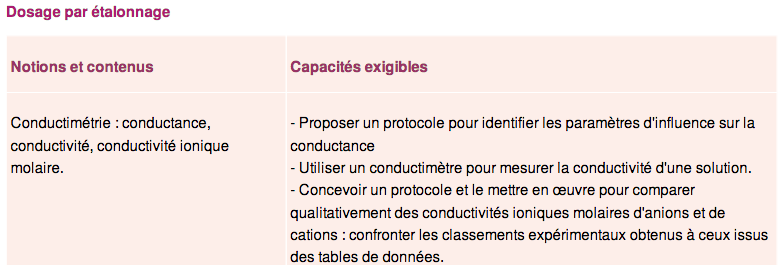 Dosage par étalonnage
Notions et contenus
Capacités exigibles
Conductimétrie : conductance,
conductivité, conductivité ionique
molaire.
- Proposer un protocole pour identifier les paramètres d'influence sur la
conductance
- Utiliser un conductimètre pour mesurer la conductivité d'une solution.
- Concevoir un protocole et le mettre en œuvre pour comparer
qualitativement des conductivités ioniques molaires d'anions et de
cations : confronter les classements expérimentaux obtenus à ceux issus
des tables de données.